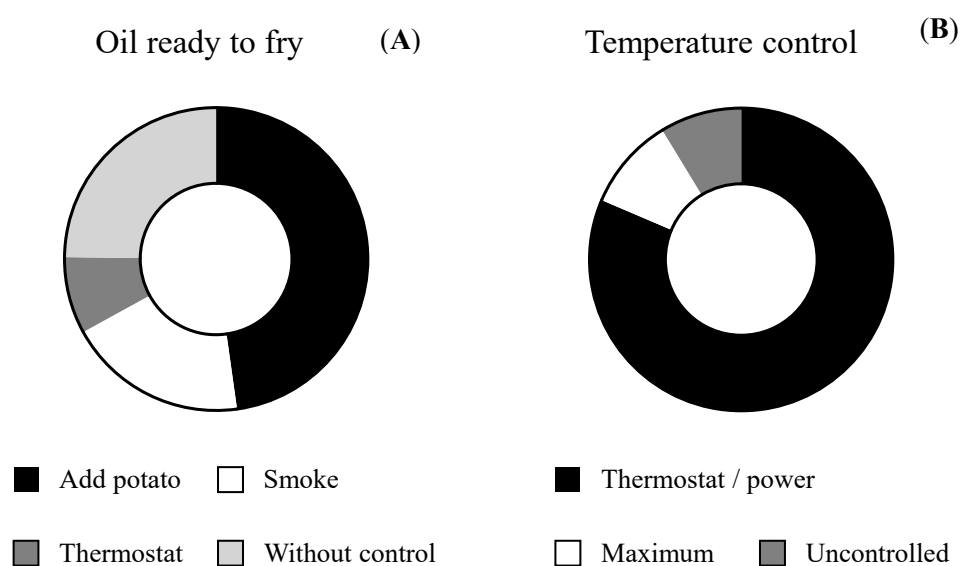 Oil ready to fry (A)
Temperature control (B)
Add potato
Smoke
Thermostat
Without control
Thermostat / power
Maximum
Uncontrolled